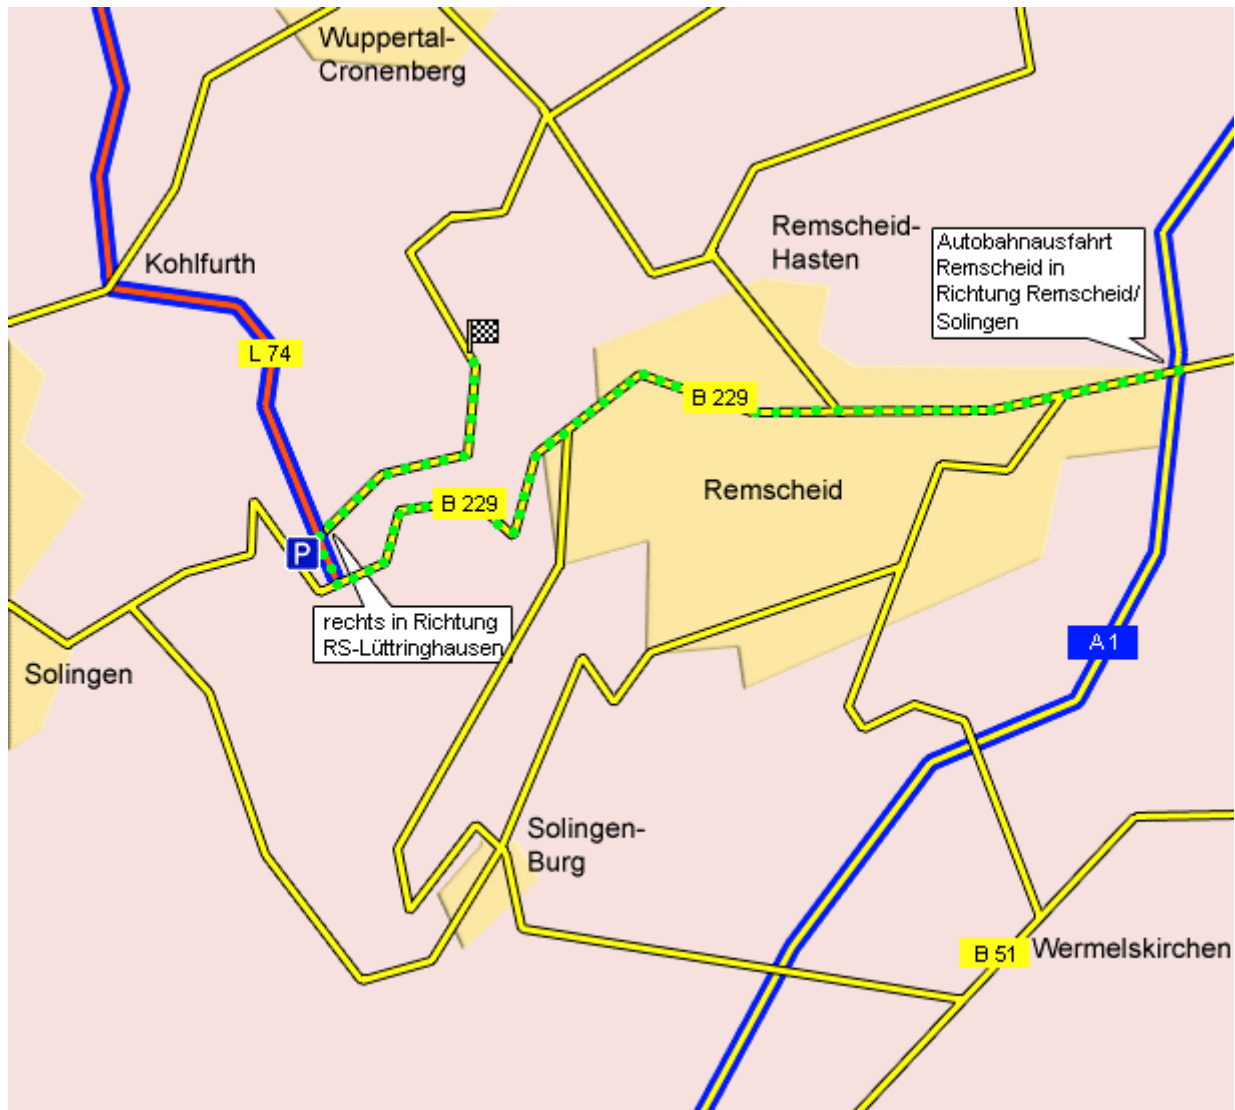 Wuppertal-
Cronenberg
Remscheid-
Hasten
Autobahnausfahrt
Remscheid in
Richtung Remscheid/
Solingen
Kohlfurth
L 74
B 229
Remscheid
B 229
P
rechts in Richtung
RS-Lüttringhausen
A 1
Solingen
Solingen-
Burg
B 51
Wermelskirchen